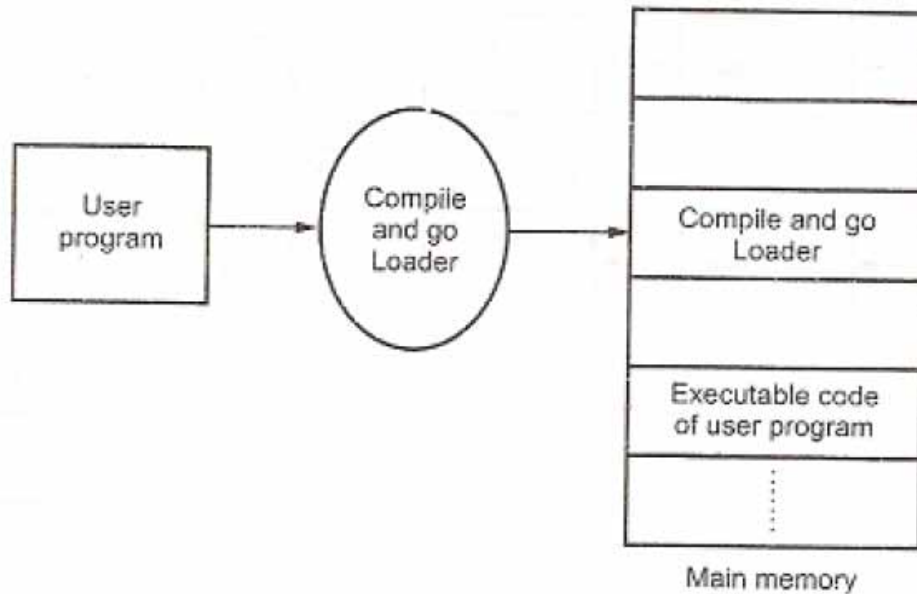 User
program
Compile
and go
Loader
Compile and go
Loader
Executable code
of user program
Main memory